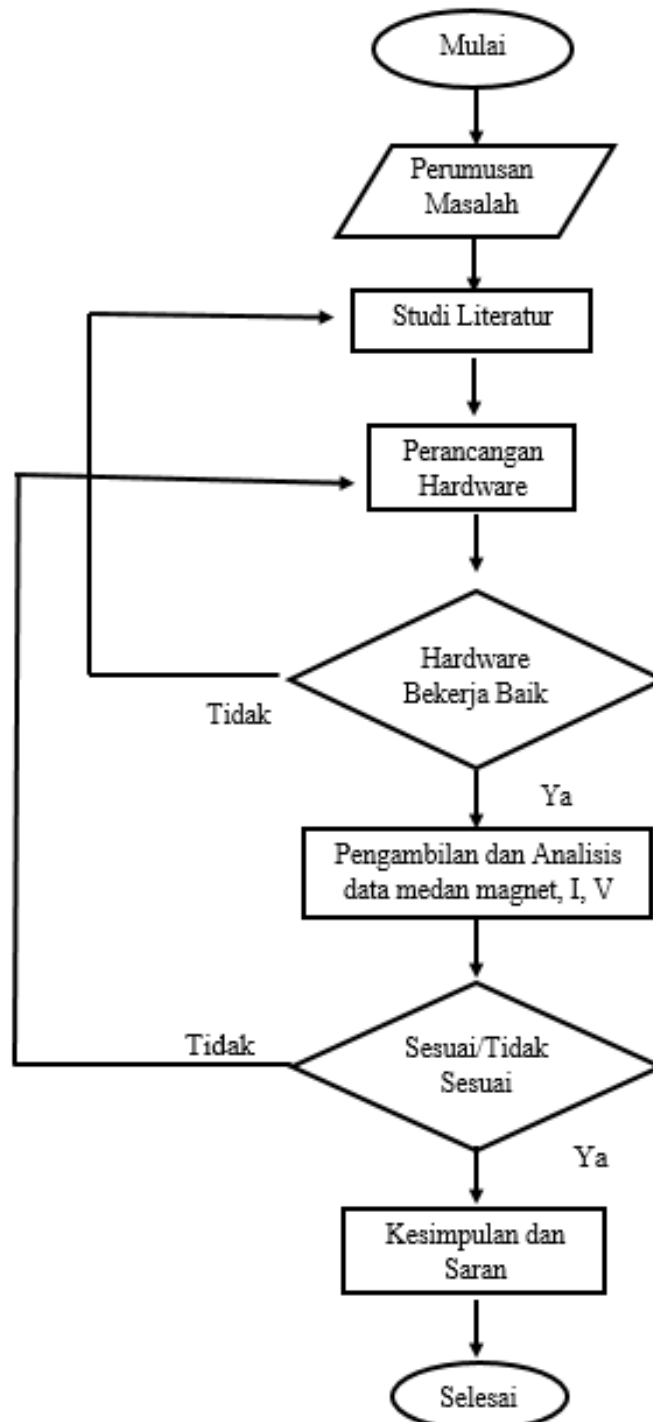 Mulai
Perumusan
Masalah
Studi Literatur
Perancangan
Hardware
Hardware
Bekerja Baik
Tidak
Ya
Pengambilan dan Analisis
data medan magnet, I, V
Tidak
Sesuai/Tidak
Sesuai
Ya
Kesimpulan dan
Saran
Selesai